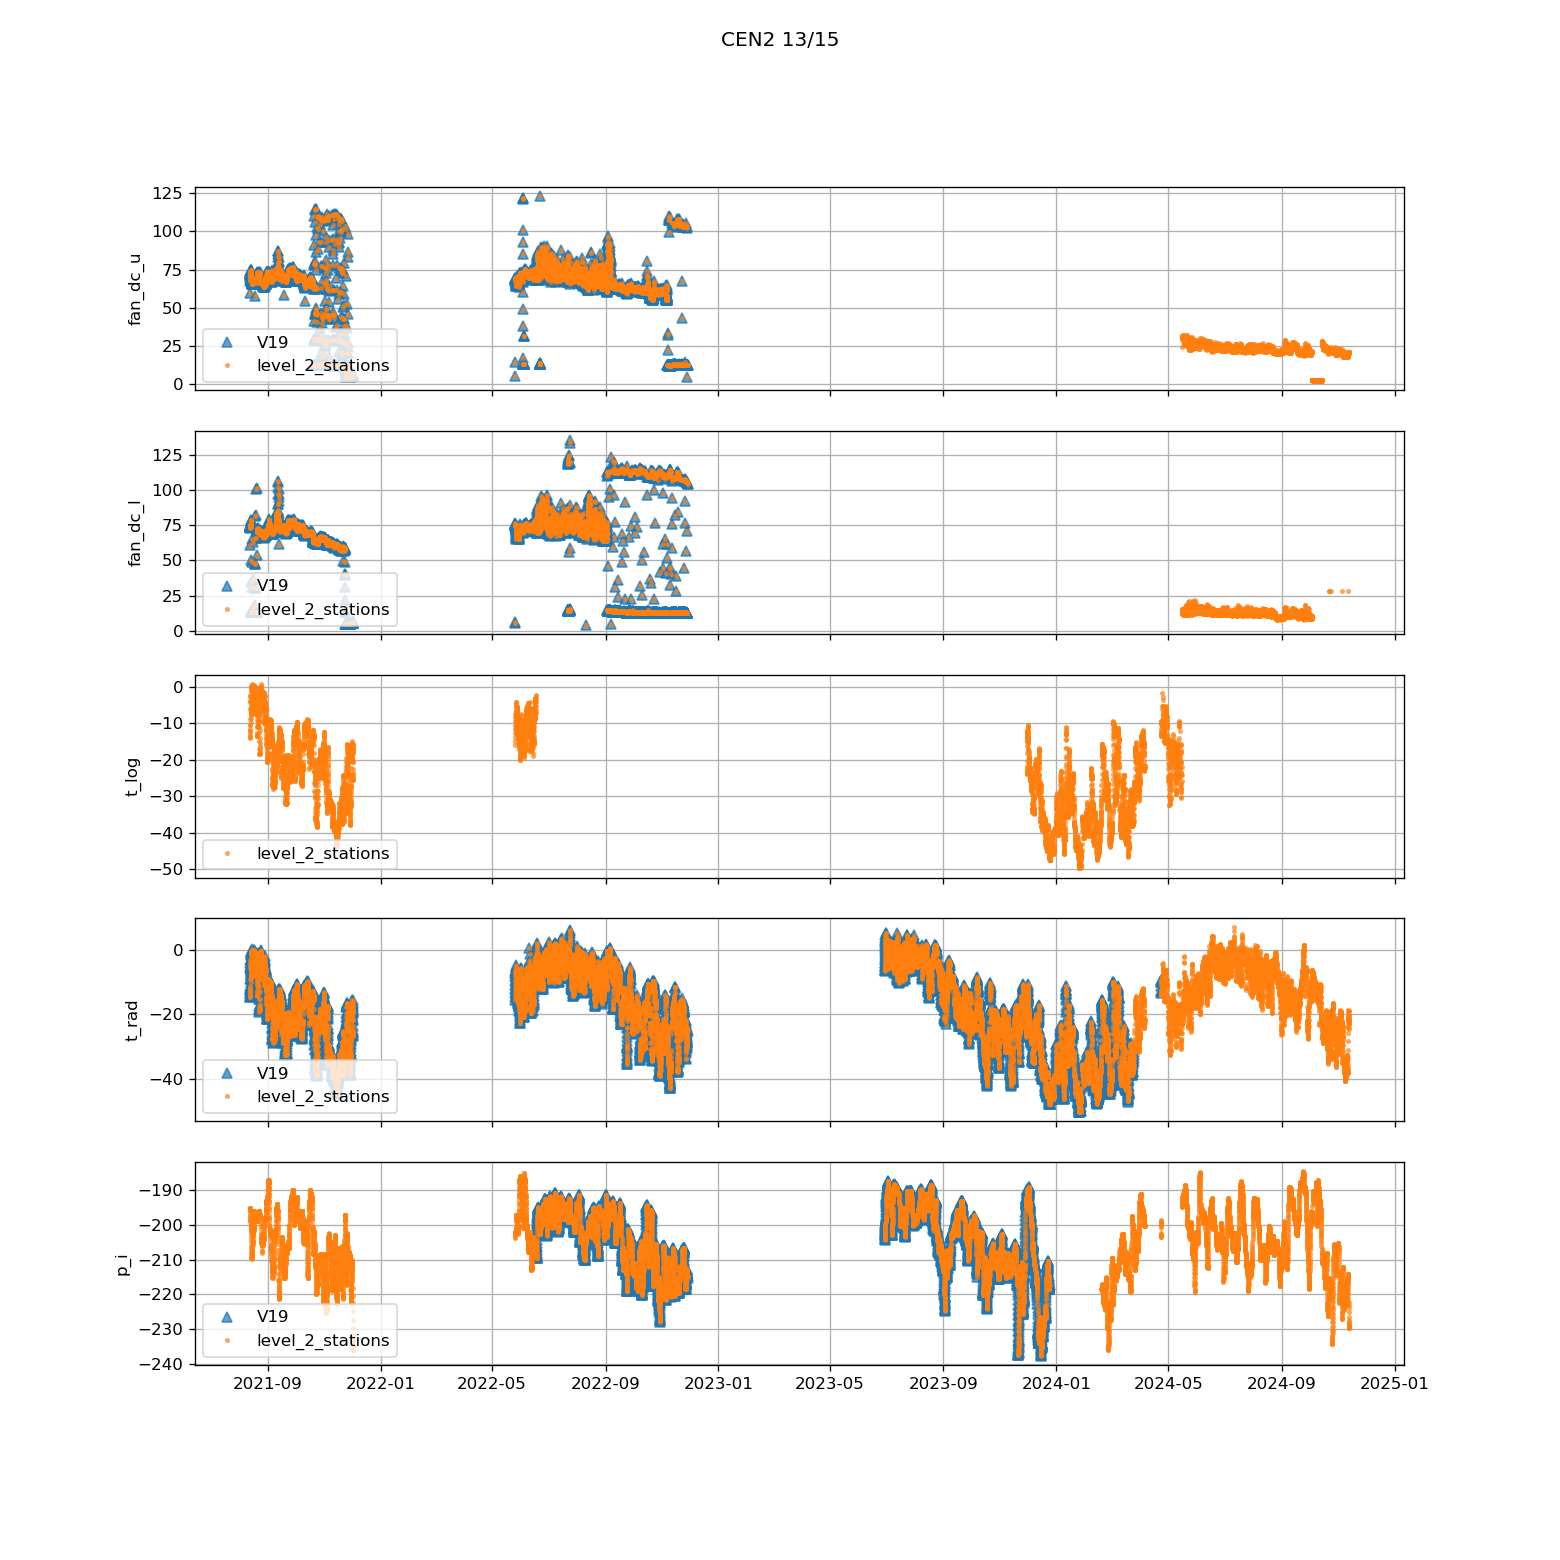 CEN2 13/15
125
100
75
50
25
0
fan_dc_u
V19
level_2_stations
125
100
75
50
25
0
fan_dc_l
V19
level_2_stations
0
−10
−20
−30
−40
−50
t_log
level_2_stations
0
−20
−40
t_rad
V19
level_2_stations
−190
−200
−210
−220
−230
−240
p_i
V19
level_2_stations
2021-09 2022-01 2022-05 2022-09 2023-01 2023-05 2023-09 2024-01 2024-05 2024-09 2025-01